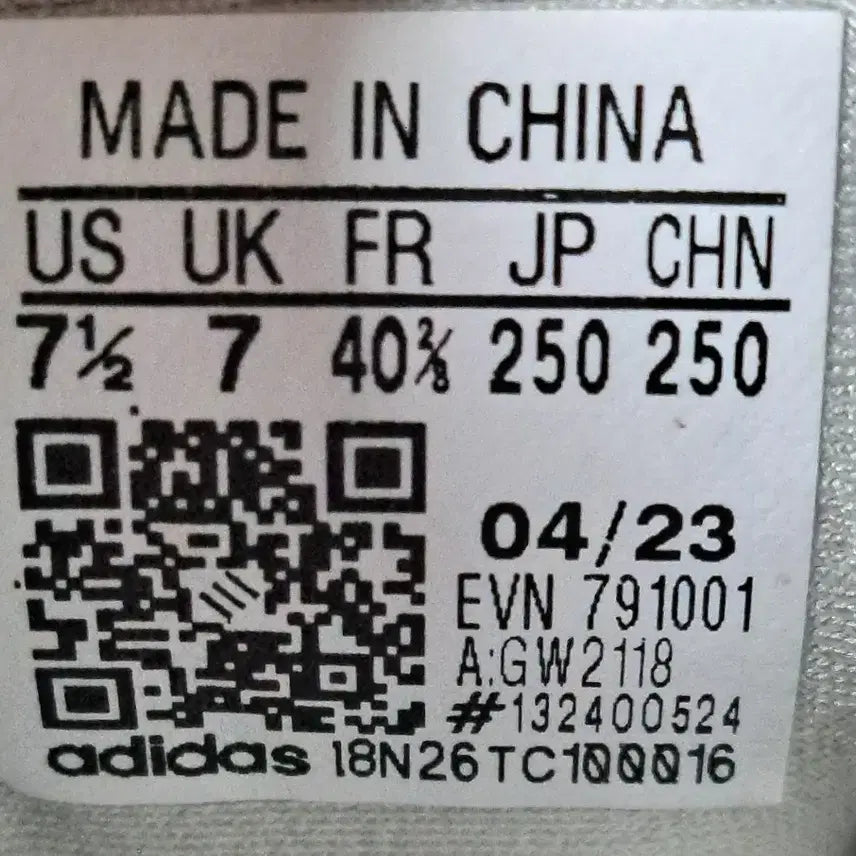 MADE IN CHINA
US UK FR JP CHN
7½ 7 40⅔ 250 250
04/23
EVN 791001
A:GW2118
#132400524
adidas 18N26TC100016